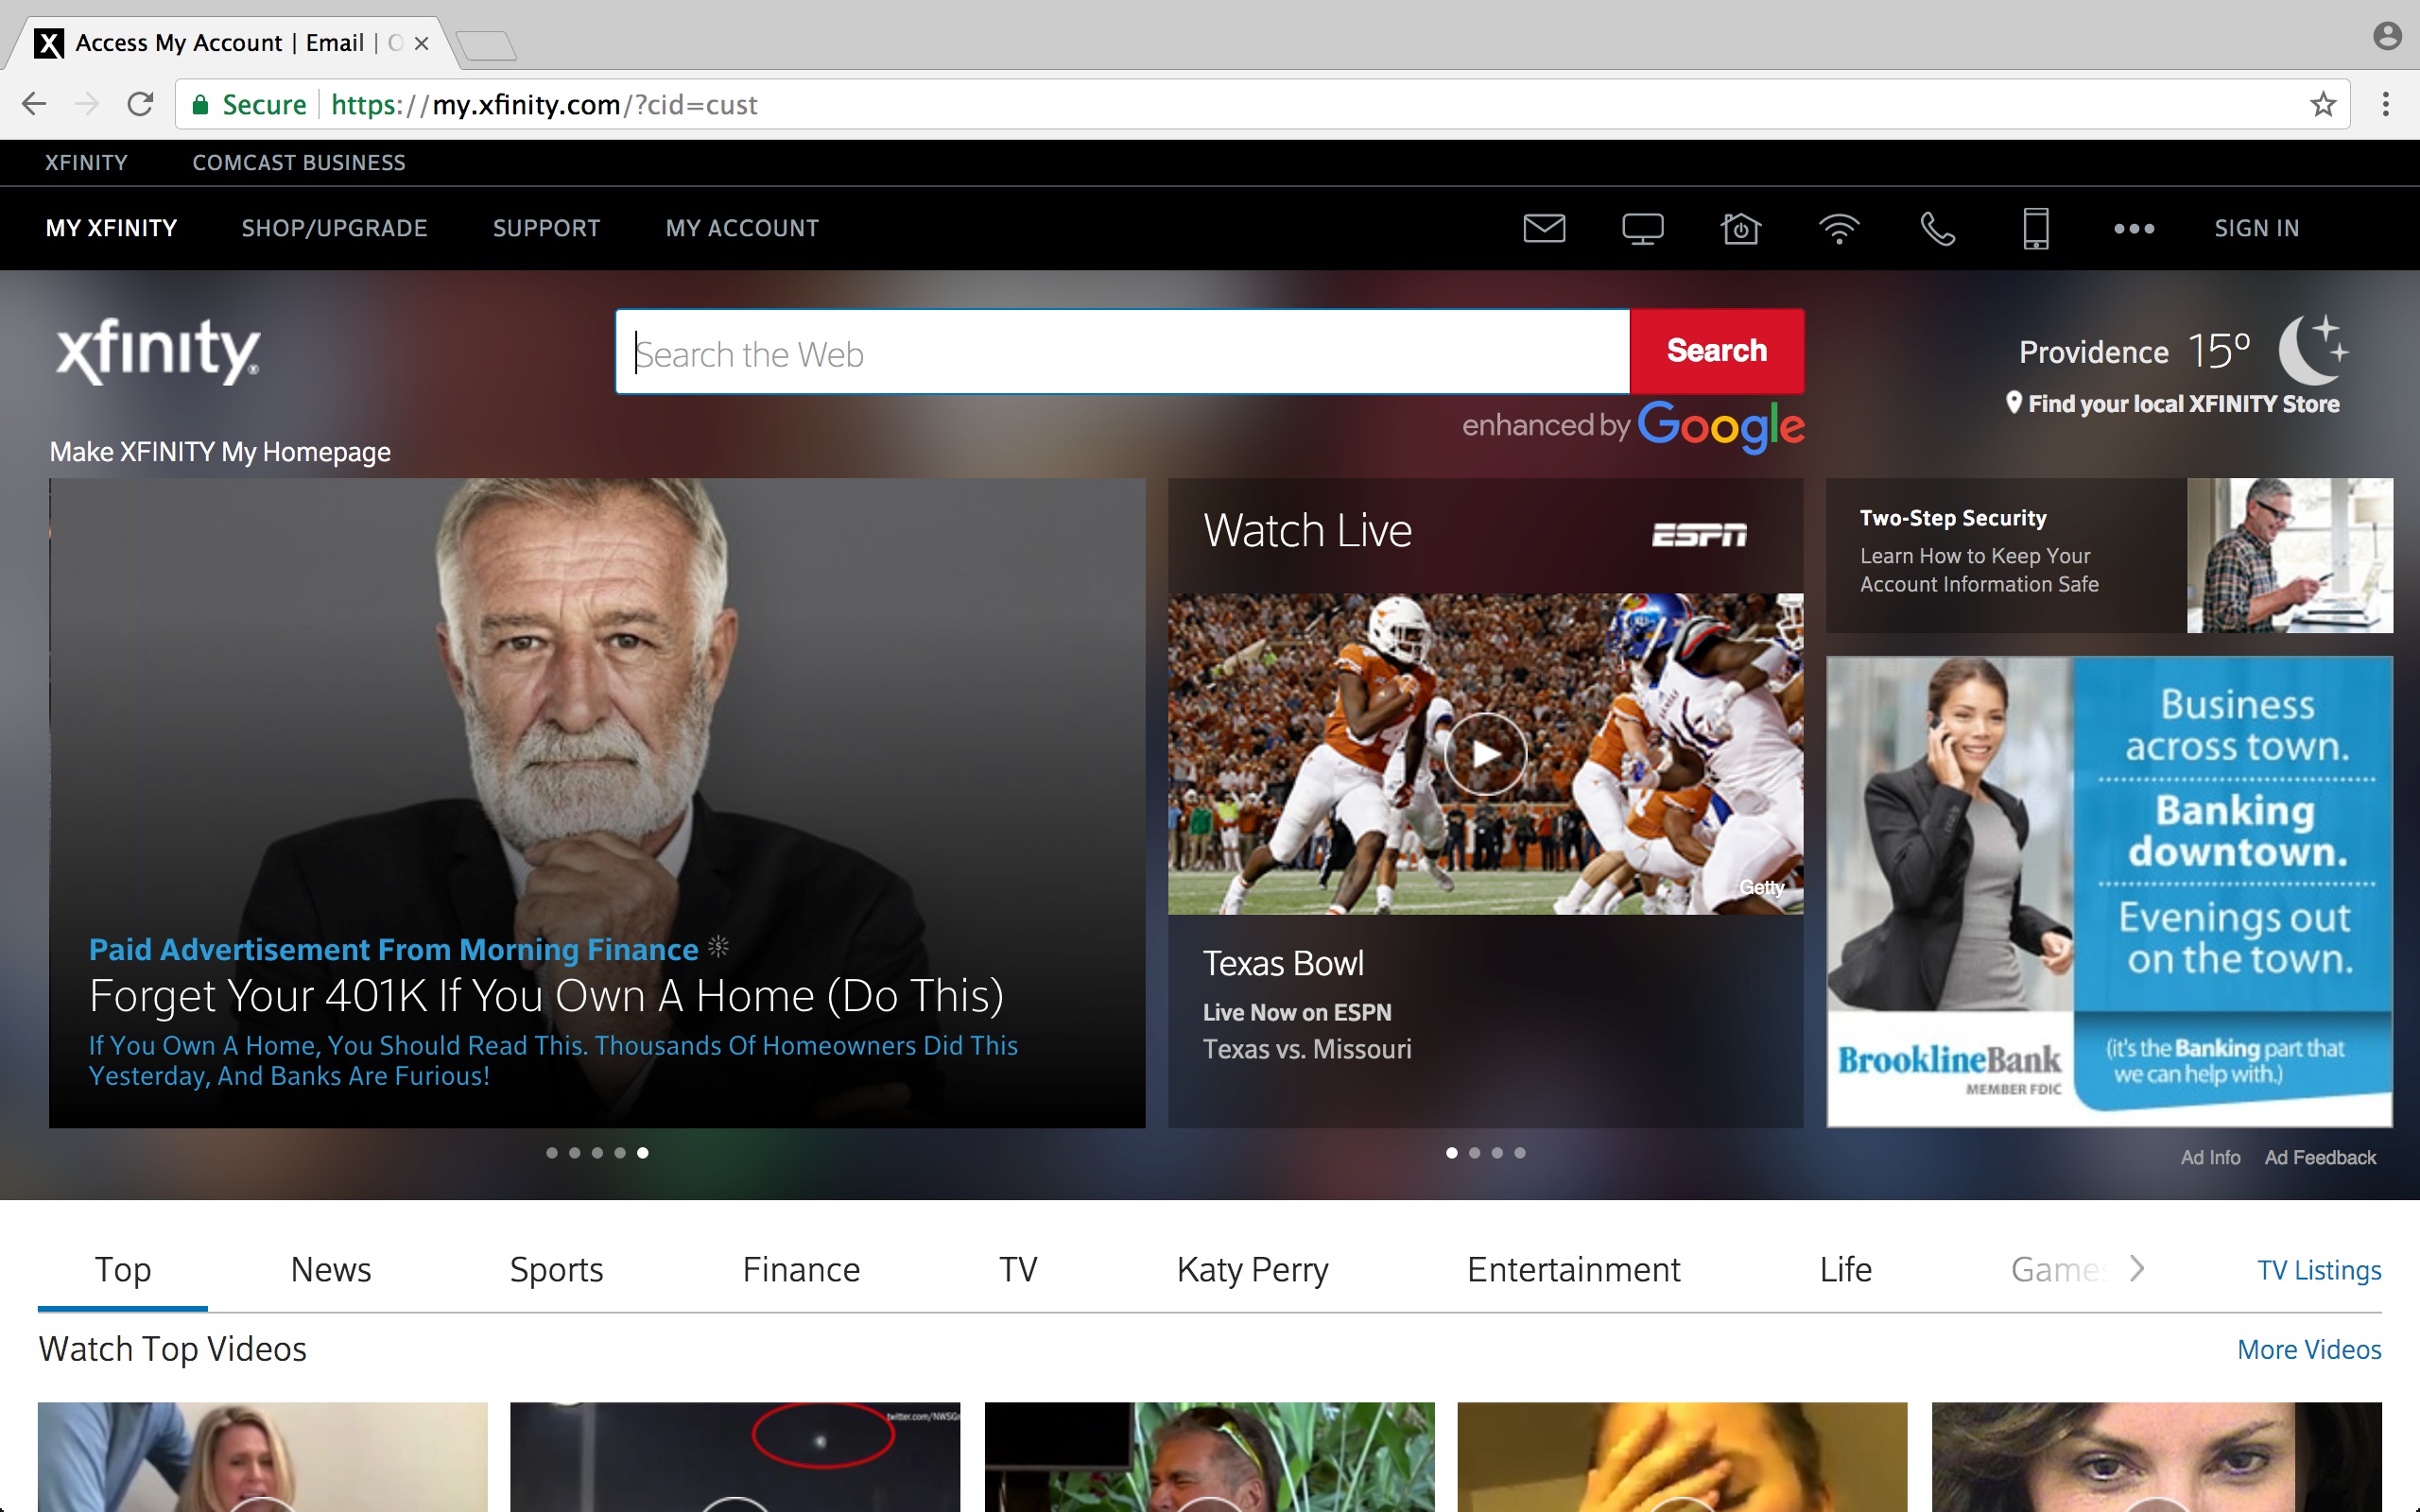 Access My Account | Email |
Secure
https://my.xfinity.com/?cid=cust
XFINITY
COMCAST BUSINESS
MY XFINITY
SHOP/UPGRADE
SUPPORT
MY ACCOUNT
SIGN IN
xfinity
Search the Web
Search
enhanced by Google
Providence 15°
Find your local XFINITY Store
Make XFINITY My Homepage
Paid Advertisement From Morning Finance
Forget Your 401K If You Own A Home (Do This)
If You Own A Home, You Should Read This. Thousands Of Homeowners Did This
Yesterday, And Banks Are Furious!
Watch Live
ESPN
Getty
Texas Bowl
Live Now on ESPN
Texas vs. Missouri
Two-Step Security
Learn How to Keep Your
Account Information Safe
Business
across town.
Banking
downtown.
Evenings out
on the town.
BrooklineBank
MEMBER FDIC
(it's the Banking part that
we can help with.)
Ad Info
Ad Feedback
Top
News
Sports
Finance
TV
Katy Perry
Entertainment
Life
Games
TV Listings
Watch Top Videos
More Videos